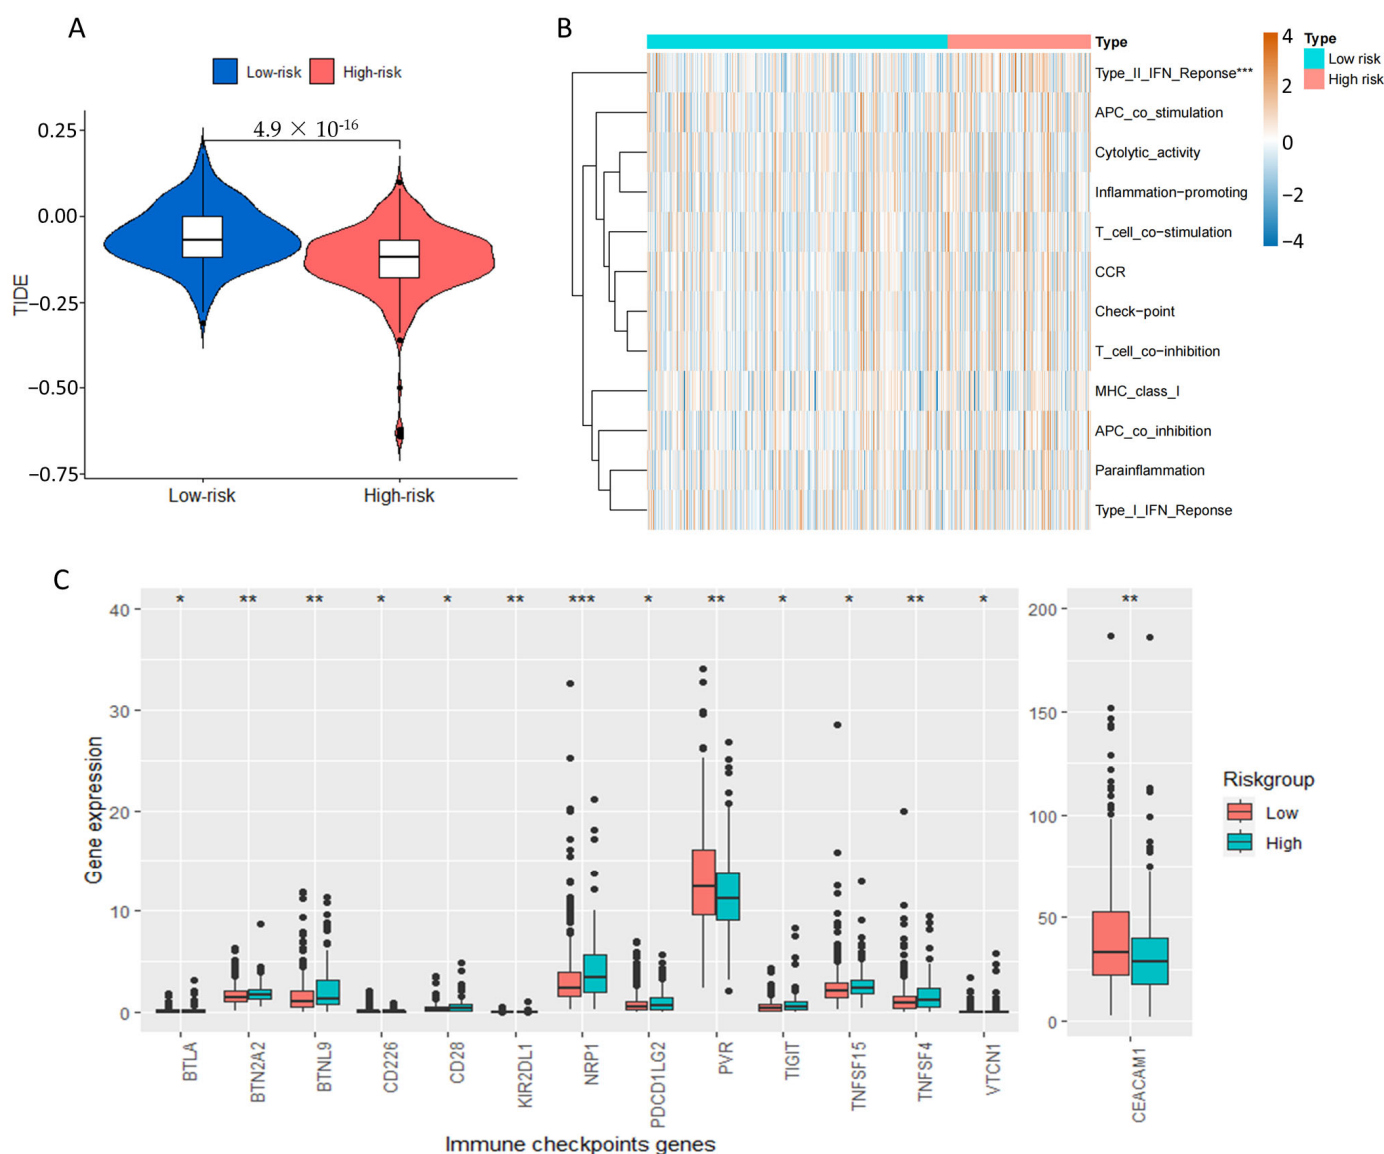 A
Low-risk High-risk
4.9 × 10-16
TIDE
0.25
0.00
−0.25
−0.50
−0.75
Low-risk High-risk
B
Type
Type_II_IFN_Reponse***
APC_co_stimulation
Cytolytic_activity
Inflammation−promoting
T_cell_co−stimulation
CCR
Check−point
T_cell_co−inhibition
MHC_class_I
APC_co_inhibition
Parainflammation
Type_I_IFN_Reponse
4
2
0
−2
−4
Type
Low risk
High risk
C
* ** ** * * ** *** * ** * * ** *
Gene expression
40
30
20
10
0
BTLA BTN2A2 BTNL9 CD226 CD28 KIR2DL1 NRP1 PDCD1LG2 PVR TIGIT TNFSF15 TNFSF4 VTCN1
Immune checkpoints genes
**
200
150
100
50
0
CEACAM1
Riskgroup
Low
High